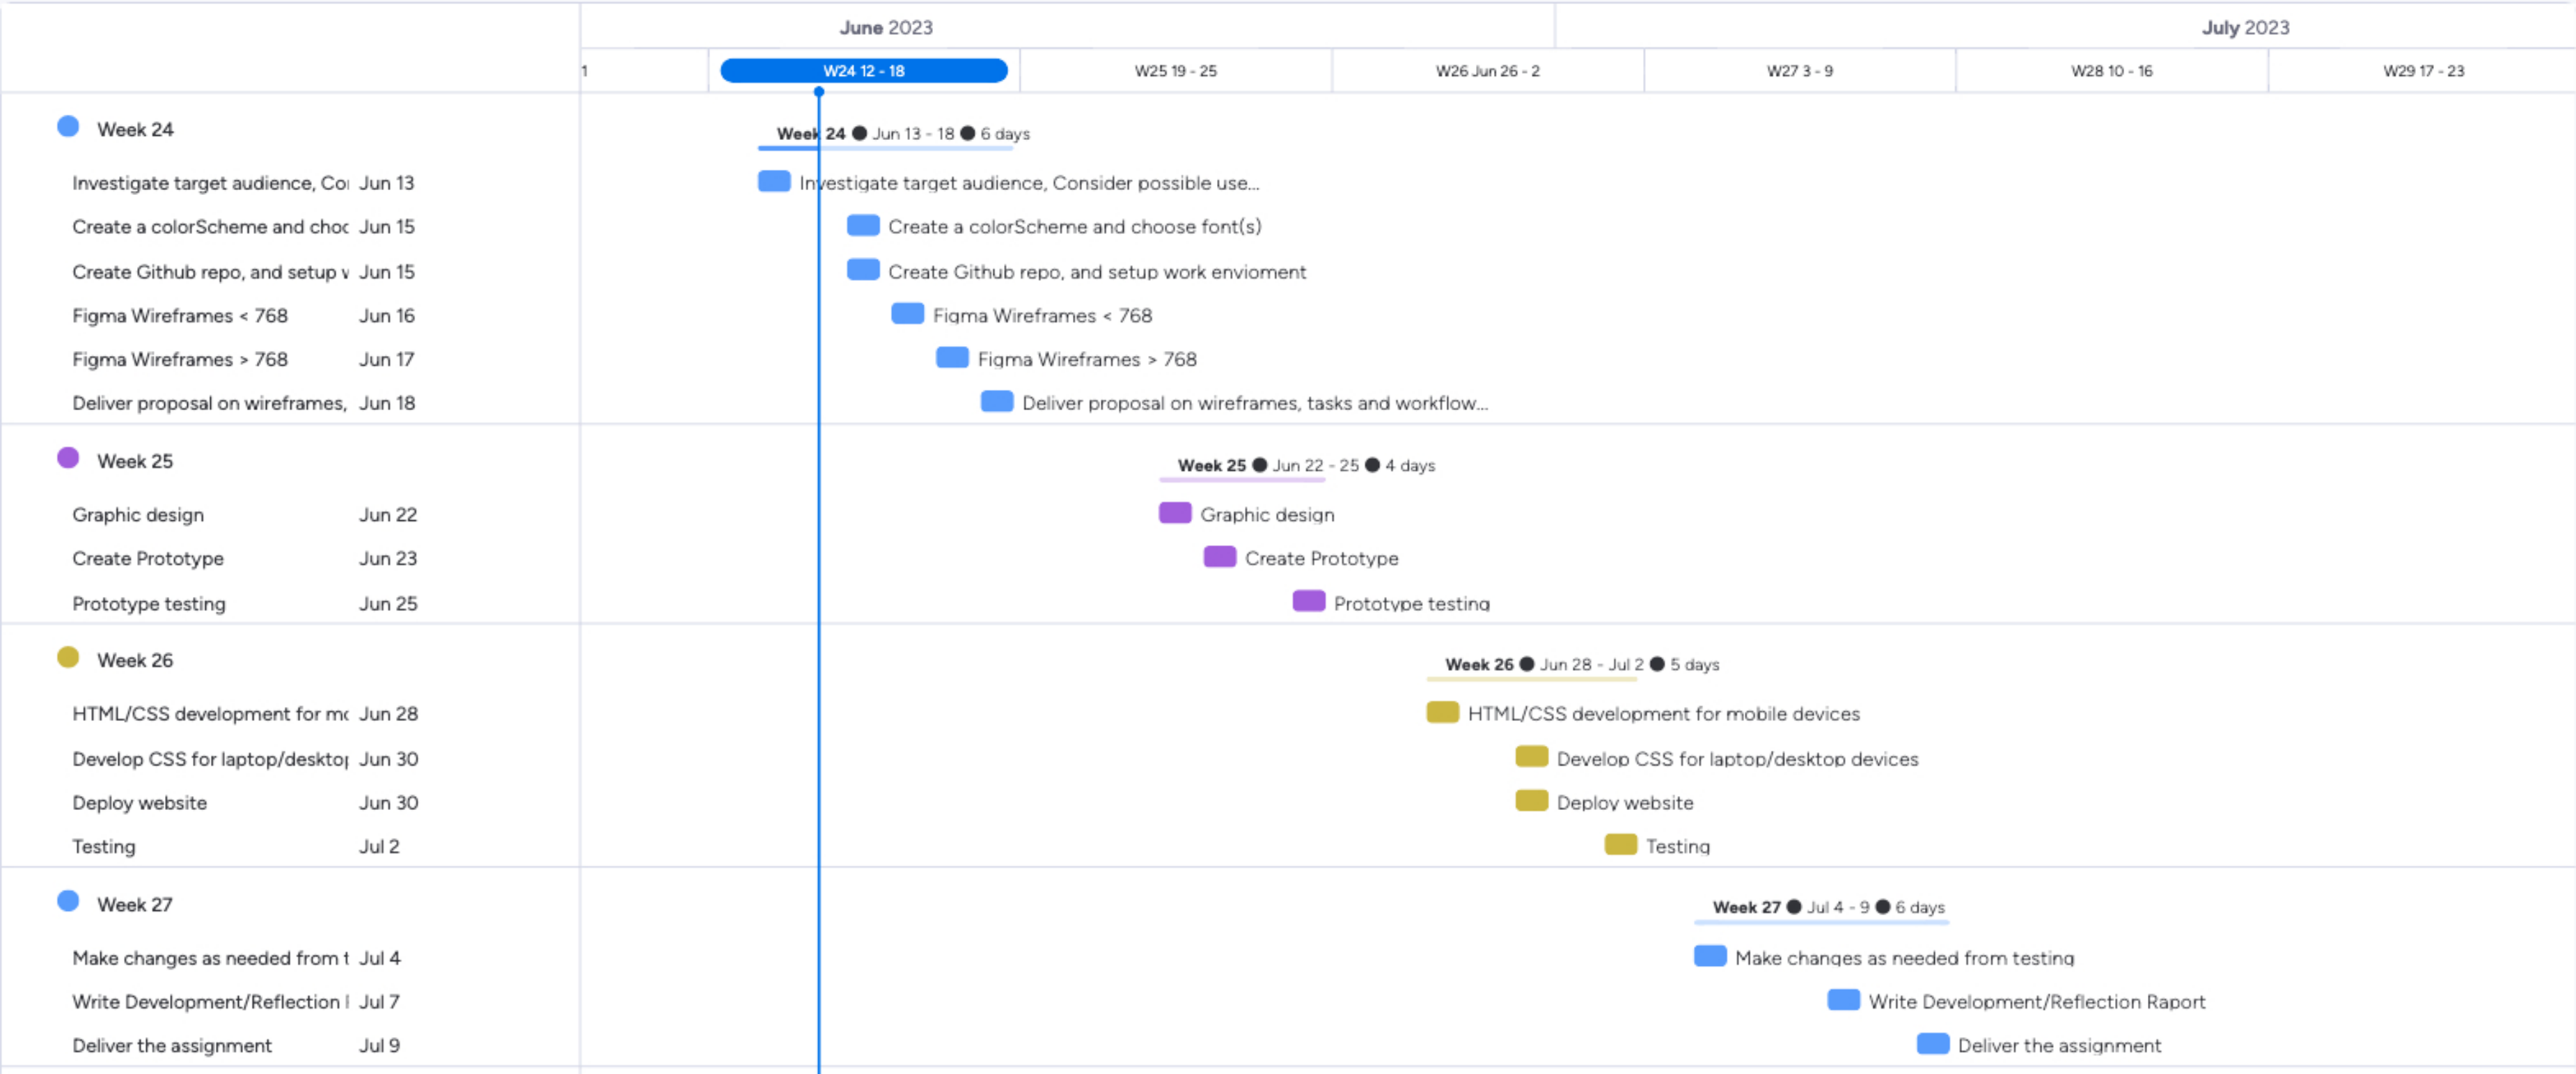 June 2023
July 2023
1
W24 12 - 18
W25 19 - 25
W26 Jun 26 - 2
W27 3 - 9
W28 10 - 16
W29 17 - 23
Week 24
Week 24 ● Jun 13 - 18 ● 6 days
Investigate target audience, Co Jun 13
Investigate target audience, Consider possible use...
Create a colorScheme and choo Jun 15
Create a colorScheme and choose font(s)
Create Github repo, and setup Jun 15
Create Github repo, and setup work envioment
Figma Wireframes < 768 Jun 16
Figma Wireframes < 768
Figma Wireframes > 768 Jun 17
Figma Wireframes > 768
Deliver proposal on wireframes, Jun 18
Deliver proposal on wireframes, tasks and workflow...
Week 25
Week 25 ● Jun 22 - 25 ● 4 days
Graphic design Jun 22
Graphic design
Create Prototype Jun 23
Create Prototype
Prototype testing Jun 25
Prototype testing
Week 26
Week 26 ● Jun 28 - Jul 2 ● 5 days
HTML/CSS development for mo Jun 28
HTML/CSS development for mobile devices
Develop CSS for laptop/desktop Jun 30
Develop CSS for laptop/desktop devices
Deploy website Jun 30
Deploy website
Testing Jul 2
Testing
Week 27
Week 27 ● Jul 4 - 9 ● 6 days
Make changes as needed from t Jul 4
Make changes as needed from testing
Write Development/Reflection Jul 7
Write Development/Reflection Raport
Deliver the assignment Jul 9
Deliver the assignment